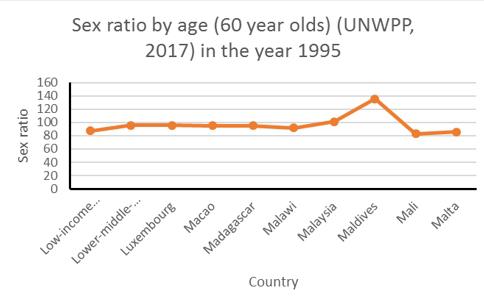 Sex ratio by age (60 year olds) (UNWPP,
2017) in the year 1995
160
140
120
100
80
60
40
20
0
Sex ratio
Low-income...
Lower-middle-...
Luxembourg
Macao
Madagascar
Malawi
Malaysia
Maldives
Mali
Malta
Country